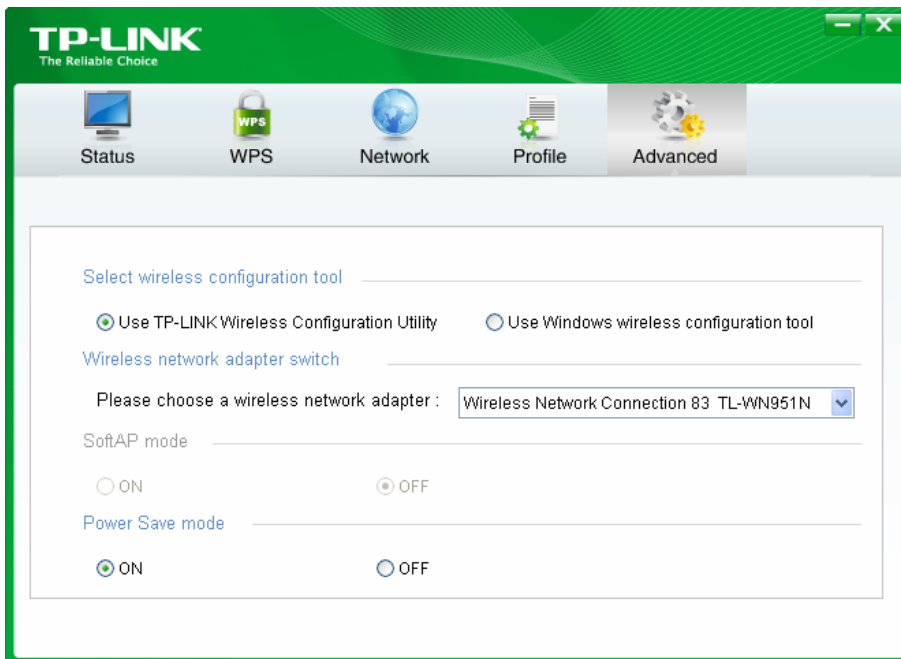 TP-LINK
The Reliable Choice
WPS
Status WPS Network Profile Advanced
Select wireless configuration tool
Use TP-LINK Wireless Configuration Utility Use Windows wireless configuration tool
Wireless network adapter switch
Please choose a wireless network adapter : Wireless Network Connection 83 TL-WN951N
SoftAP mode
ON OFF
Power Save mode
ON OFF